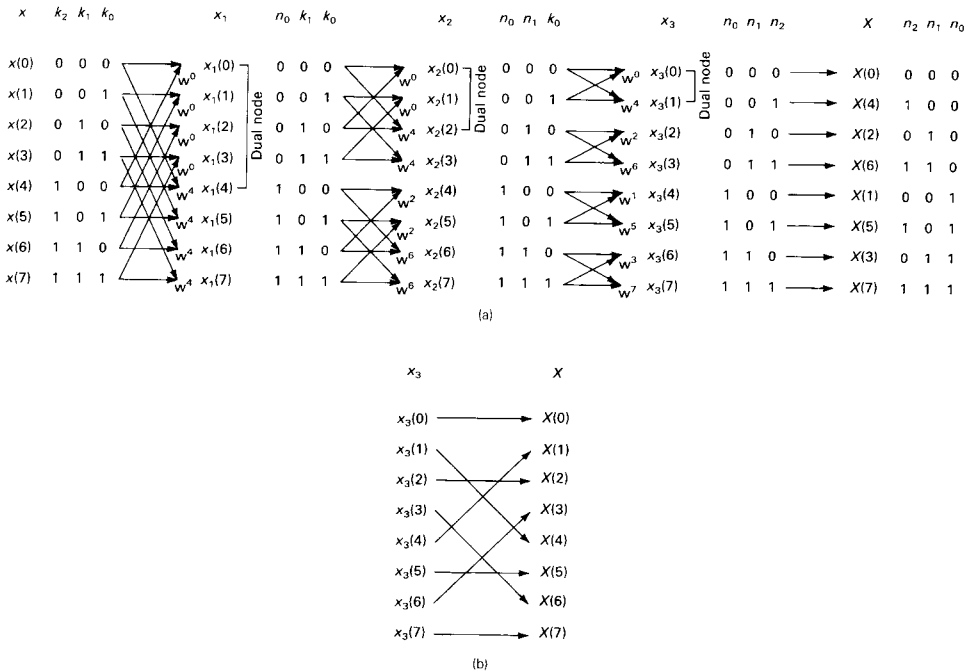 x k₂ k₁ k₀ x₁ n₀ k₁ k₀ x₂ n₀ n₁ k₀ x₃ n₀ n₁ n₂ X n₂ n₁ n₀
x(0) 0 0 0 W⁰ x₁(0) 0 0 0 W⁰ x₂(0) 0 0 0 W⁰ x₃(0) 0 0 0 X(0) 0 0 0
x(1) 0 0 1 W⁰ x₁(1) 0 0 1 W⁰ x₂(1) 0 0 1 W⁴ x₃(1) 0 0 1 X(4) 1 0 0
x(2) 0 1 0 W⁰ x₁(2) 0 1 0 W⁴ x₂(2) 0 1 0 W² x₃(2) 0 1 0 X(2) 0 1 0
x(3) 0 1 1 W⁰ x₁(3) 0 1 1 W⁴ x₂(3) 0 1 1 W⁶ x₃(3) 0 1 1 X(6) 1 1 0
x(4) 1 0 0 W⁴ x₁(4) 1 0 0 W² x₂(4) 1 0 0 W¹ x₃(4) 1 0 0 X(1) 0 0 1
x(5) 1 0 1 W⁴ x₁(5) 1 0 1 W² x₂(5) 1 0 1 W⁵ x₃(5) 1 0 1 X(5) 1 0 1
x(6) 1 1 0 W⁴ x₁(6) 1 1 0 W⁶ x₂(6) 1 1 0 W³ x₃(6) 1 1 0 X(3) 0 1 1
x(7) 1 1 1 W⁴ x₁(7) 1 1 1 W⁶ x₂(7) 1 1 1 W⁷ x₃(7) 1 1 1 X(7) 1 1 1
Dual node
Dual node
Dual node
(a)
x₃ X
x₃(0) X(0)
x₃(1) X(1)
x₃(2) X(2)
x₃(3) X(3)
x₃(4) X(4)
x₃(5) X(5)
x₃(6) X(6)
x₃(7) X(7)
(b)